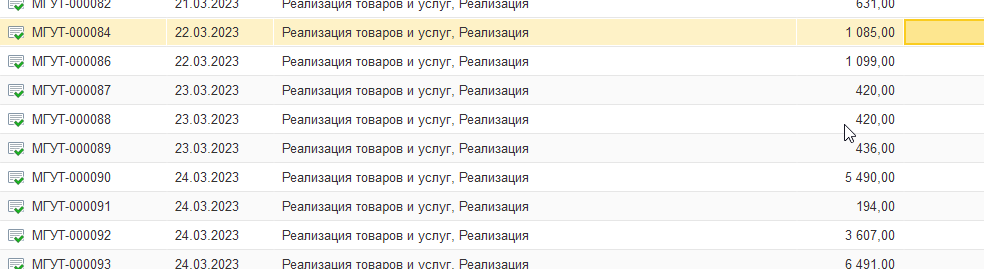 МГУТ-000082 21.03.2023 Реализация товаров и услуг, Реализация 631,00
МГУТ-000084 22.03.2023 Реализация товаров и услуг, Реализация 1 085,00
МГУТ-000086 22.03.2023 Реализация товаров и услуг, Реализация 1 099,00
МГУТ-000087 23.03.2023 Реализация товаров и услуг, Реализация 420,00
МГУТ-000088 23.03.2023 Реализация товаров и услуг, Реализация 420,00
МГУТ-000089 23.03.2023 Реализация товаров и услуг, Реализация 436,00
МГУТ-000090 24.03.2023 Реализация товаров и услуг, Реализация 5 490,00
МГУТ-000091 24.03.2023 Реализация товаров и услуг, Реализация 194,00
МГУТ-000092 24.03.2023 Реализация товаров и услуг, Реализация 3 607,00
МГУТ-000093 24.03.2023 Реализация товаров и услуг, Реализация 6 491,00